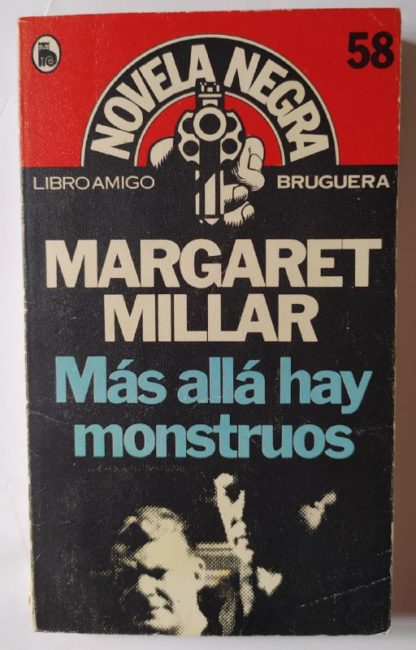 58
NOVELA NEGRA
LIBRO AMIGO BRUGUERA
MARGARET
MILLAR
Más allá hay
monstruos